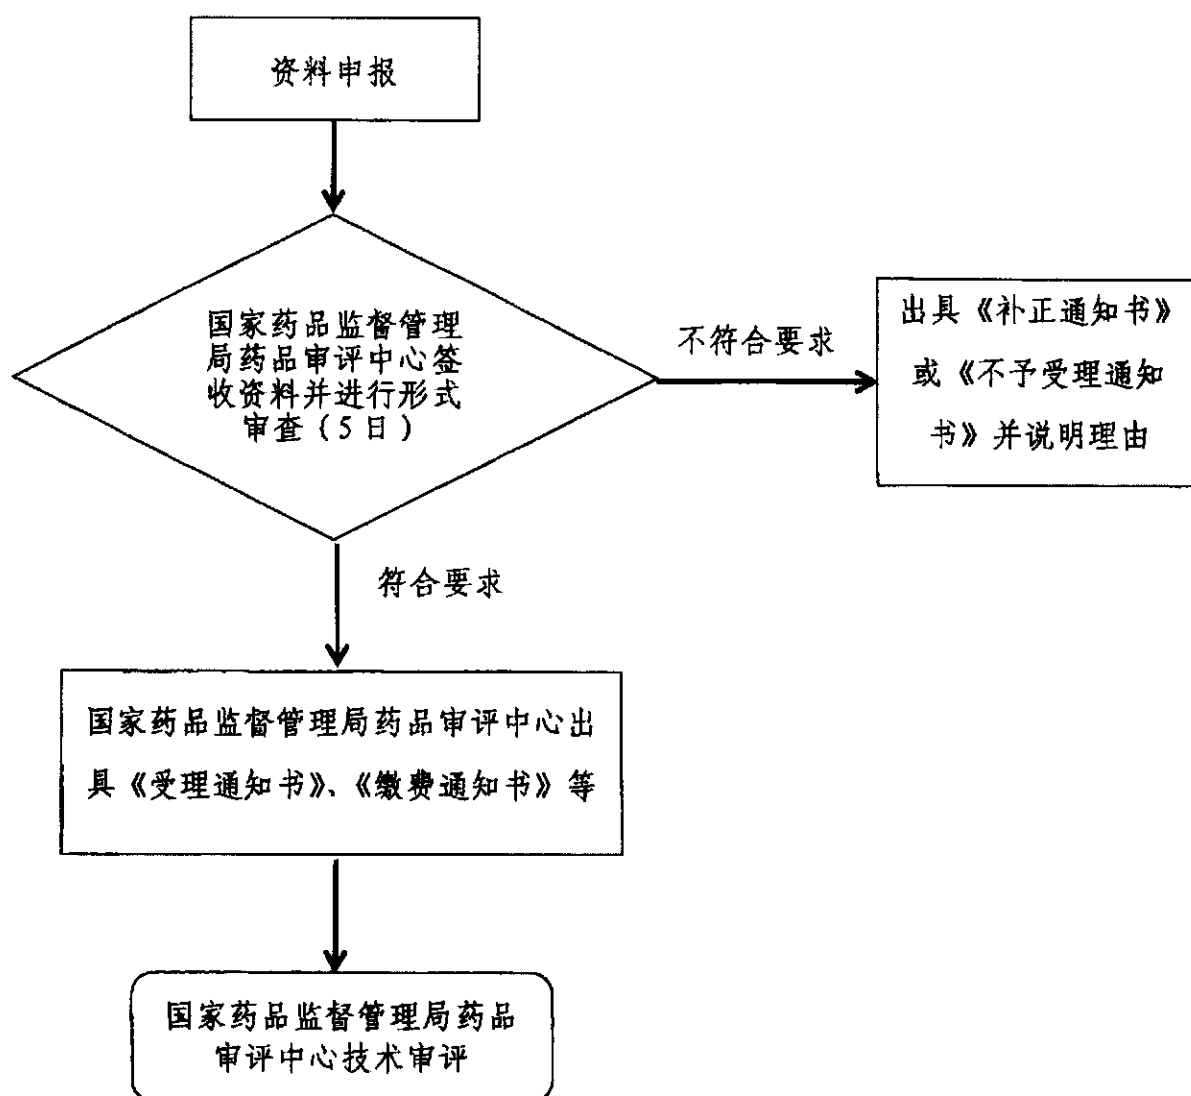 资料申报
国家药品监督管理
局药品审评中心签
收资料并进行形式
审查（5日）
不符合要求
出具《补正通知书》
或《不予受理通知
书》并说明理由
符合要求
国家药品监督管理局药品审评中心出
具《受理通知书》、《缴费通知书》等
国家药品监督管理局药品
审评中心技术审评